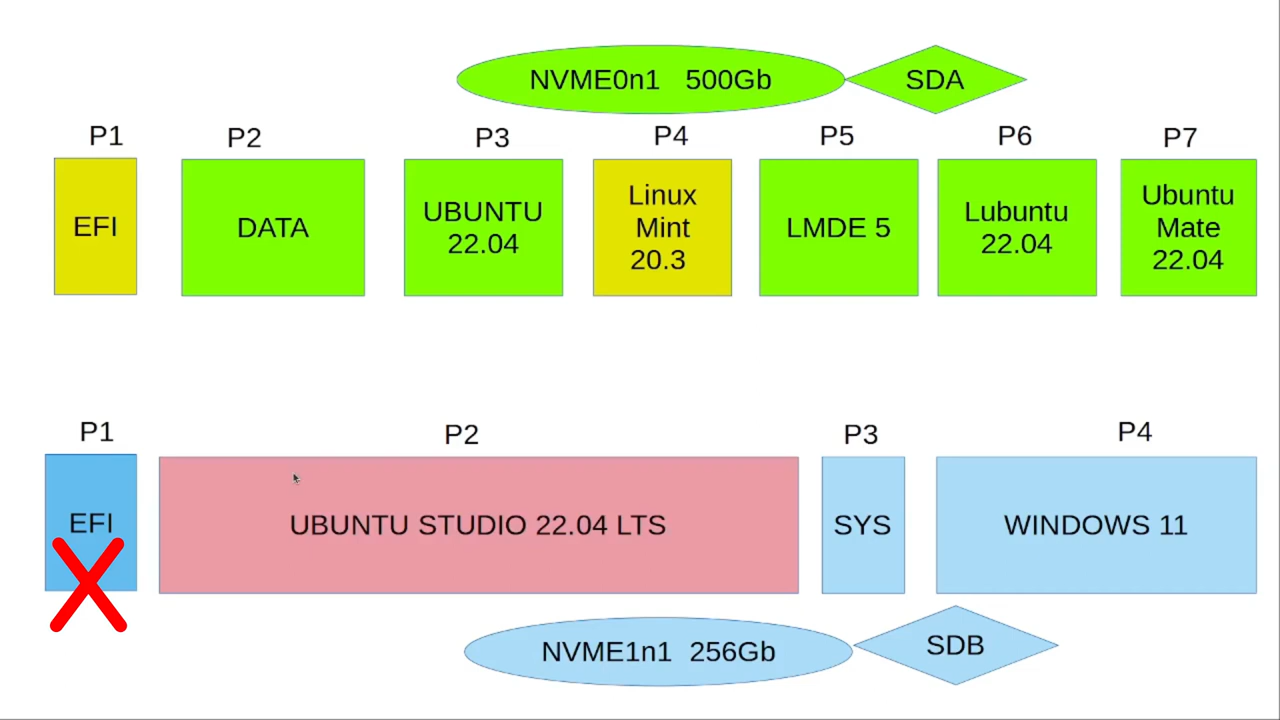 NVME0n1 500Gb
SDA
P1
P2
P3
P4
P5
P6
P7
EFI
DATA
UBUNTU
22.04
Linux
Mint
20.3
LMDE 5
Lubuntu
22.04
Ubuntu
Mate
22.04
P1
P2
P3
P4
EFI
UBUNTU STUDIO 22.04 LTS
SYS
WINDOWS 11
NVME1n1 256Gb
SDB